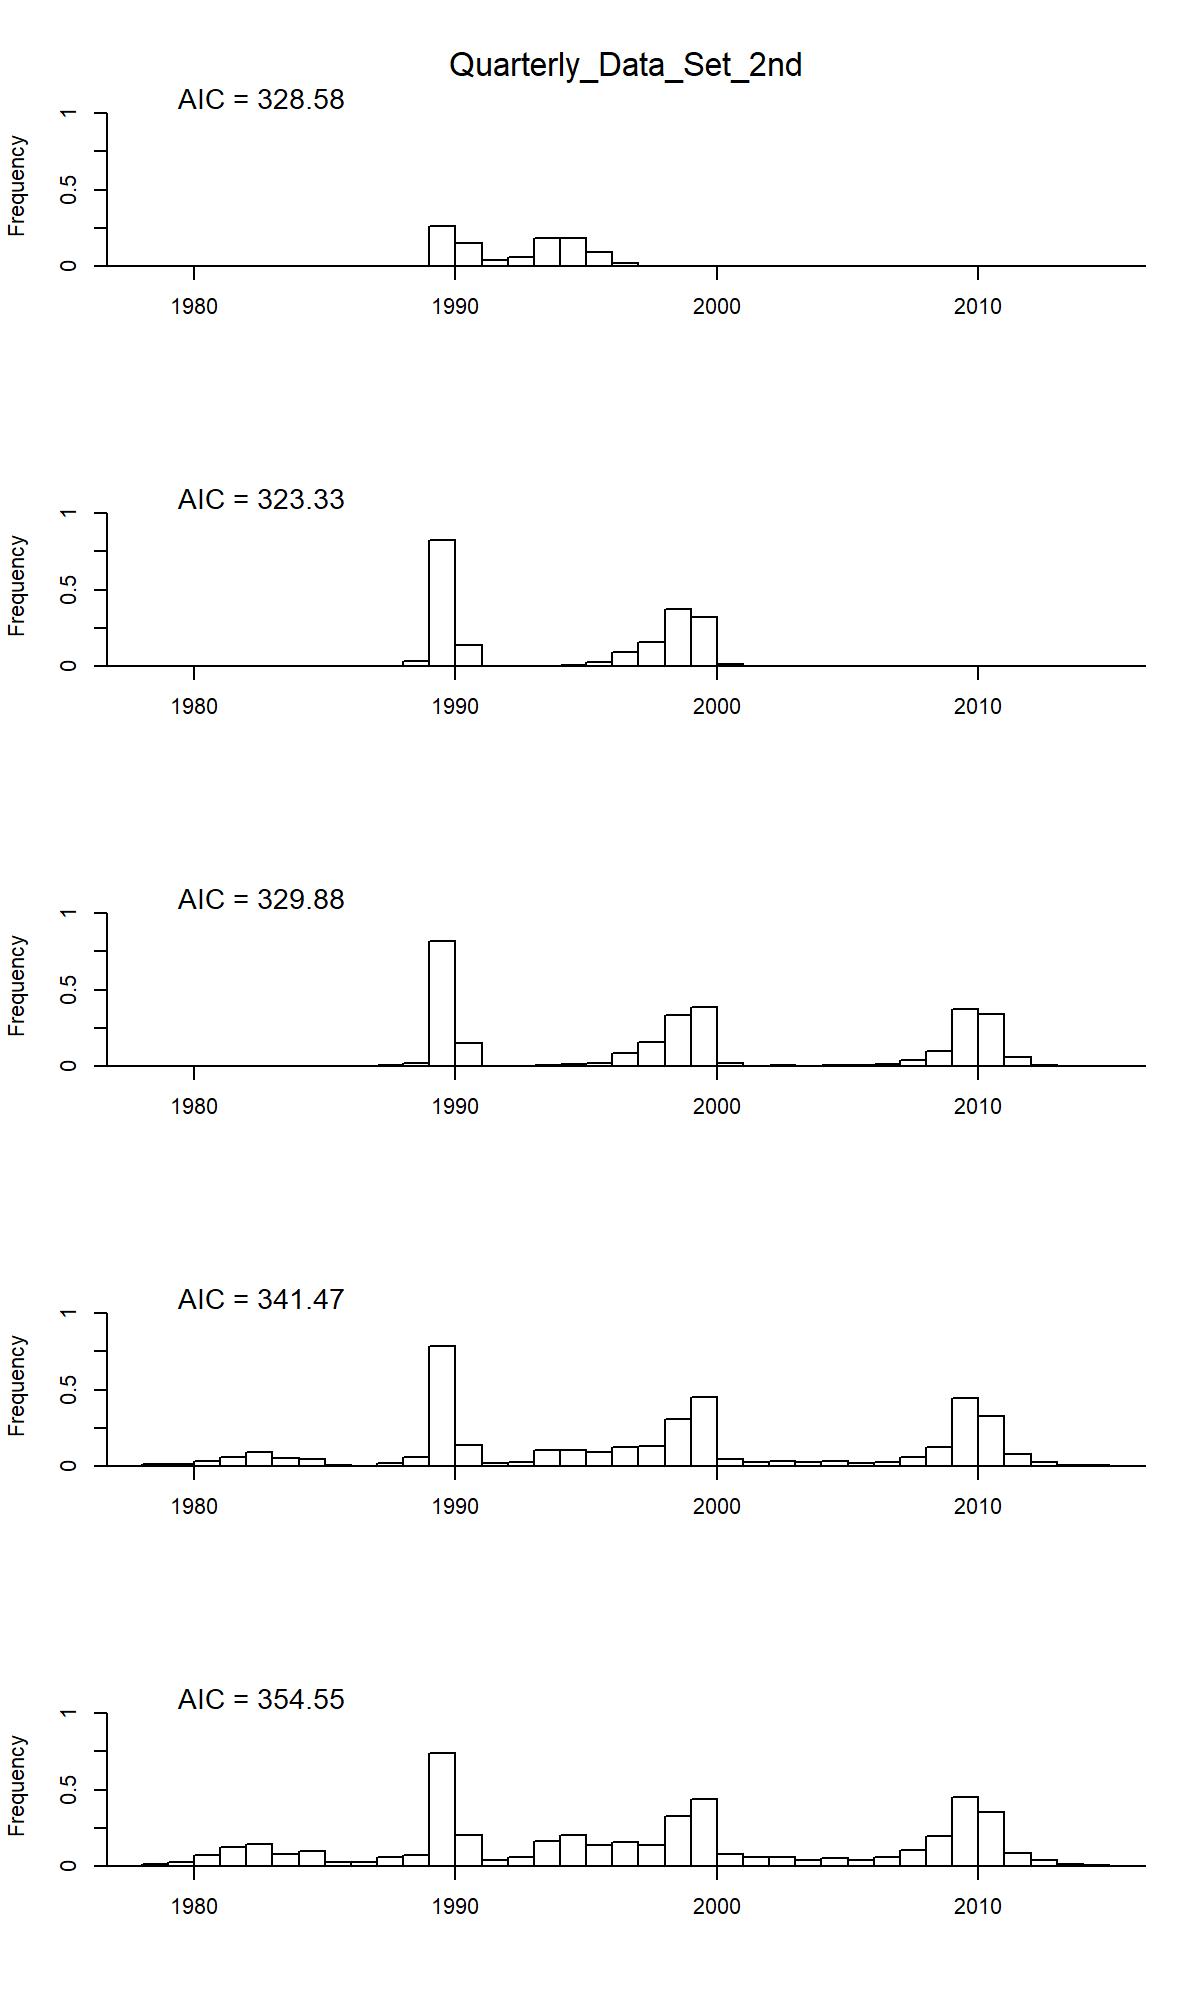 Quarterly_Data_Set_2nd
AIC = 328.58
Frequency
1
0.5
0
1980 1990 2000 2010
AIC = 323.33
Frequency
1
0.5
0
1980 1990 2000 2010
AIC = 329.88
Frequency
1
0.5
0
1980 1990 2000 2010
AIC = 341.47
Frequency
1
0.5
0
1980 1990 2000 2010
AIC = 354.55
Frequency
1
0.5
0
1980 1990 2000 2010